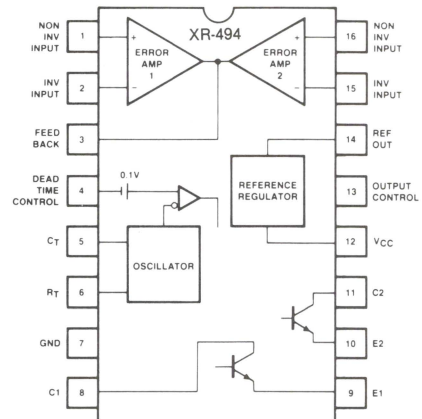 XR-494
NON
INV
INPUT
1
+
ERROR
AMP
1
ERROR
AMP
2
+
16
NON
INV
INPUT
INV
INPUT
2
−
−
15
INV
INPUT
FEED
BACK
3
14
REF
OUT
DEAD
TIME
CONTROL
4
0.1V
REFERENCE
REGULATOR
13
OUTPUT
CONTROL
CT
5
12
VCC
OSCILLATOR
RT
6
11
C2
GND
7
10
E2
C1
8
9
E1